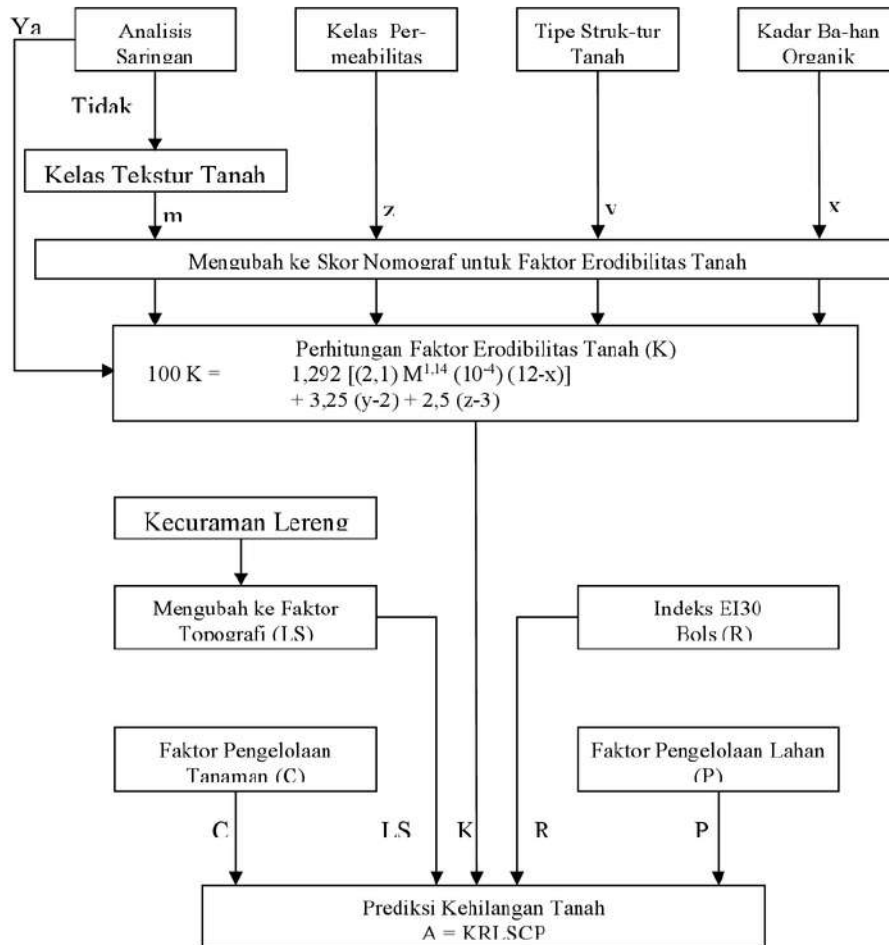 Ya
Analisis
Saringan
Kelas Per-
meabilitas
Tipe Struk-tur
Tanah
Kadar Ba-han
Organik
Tidak
Kelas Tekstur Tanah
m
z
y
x
Mengubah ke Skor Nomograf untuk Faktor Erodibilitas Tanah
Perhitungan Faktor Erodibilitas Tanah (K)
100 K = 1,292 [(2,1) M^1,14 (10^-4) (12-x)]
+ 3,25 (y-2) + 2,5 (z-3)
Kecuraman Lereng
Mengubah ke Faktor
Topografi (LS)
Indeks EI30
Bols (R)
Faktor Pengelolaan
Tanaman (C)
Faktor Pengelolaan Lahan
(P)
C
LS
K
R
P
Prediksi Kehilangan Tanah
A = KRLSCP